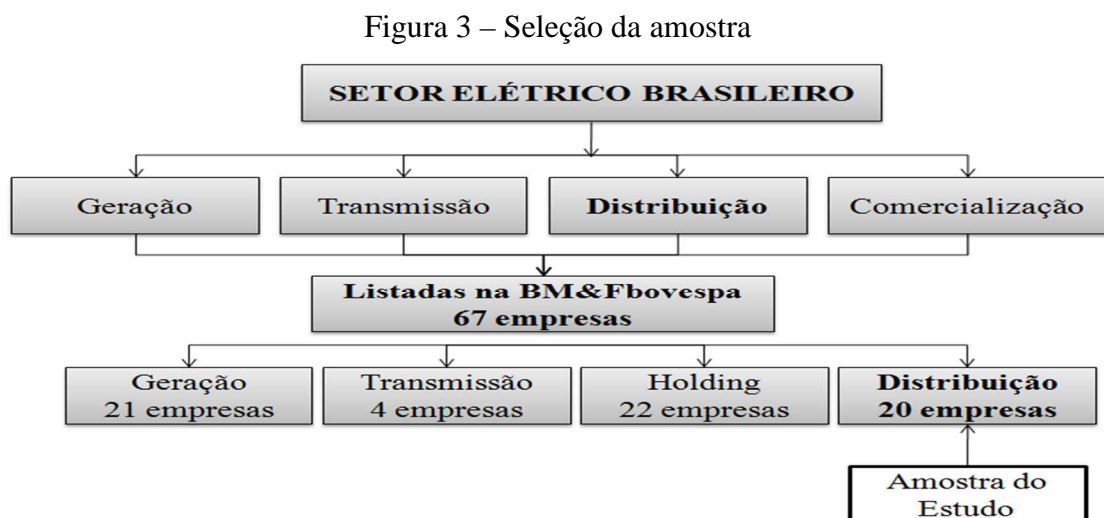 Figura 3 – Seleção da amostra
SETOR ELÉTRICO BRASILEIRO
Geração
Transmissão
Distribuição
Comercialização
Listadas na BM&Fbovespa
67 empresas
Geração
21 empresas
Transmissão
4 empresas
Holding
22 empresas
Distribuição
20 empresas
Amostra do
Estudo